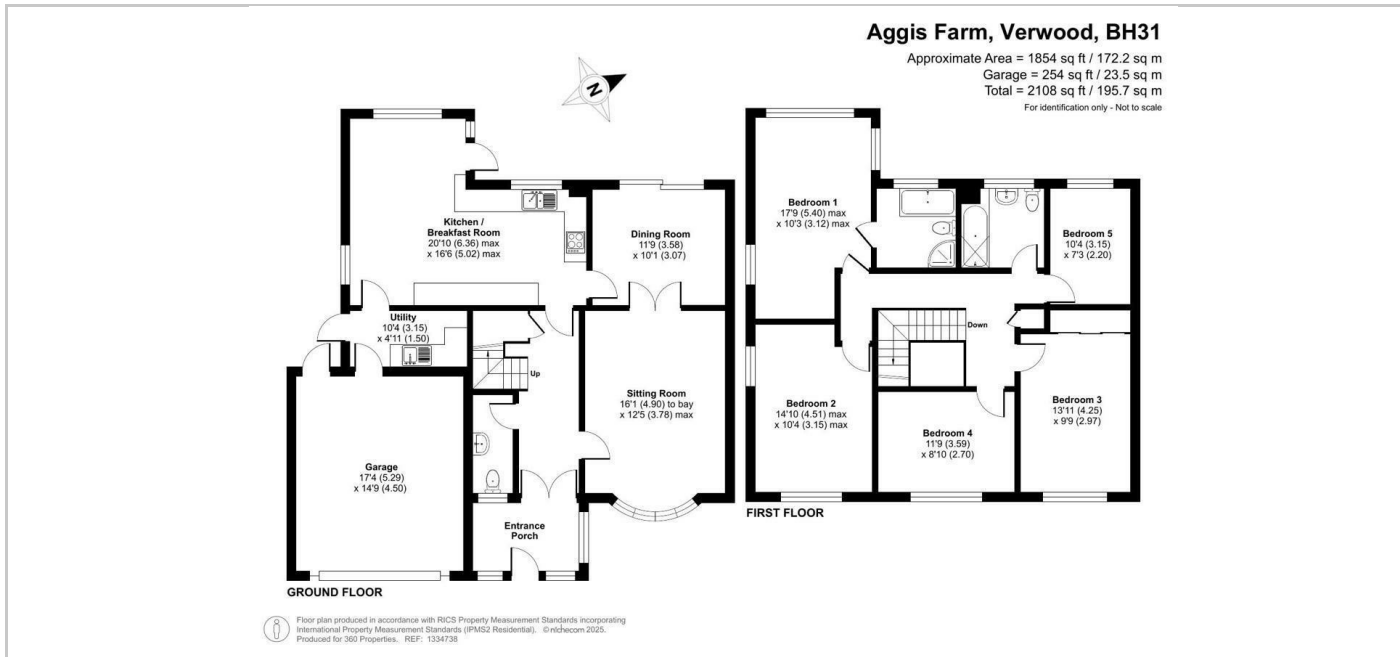 Aggis Farm, Verwood, BH31
Approximate Area = 1854 sq ft / 172.2 sq m
Garage = 254 sq ft / 23.5 sq m
Total = 2108 sq ft / 195.7 sq m
For identification only - Not to scale
N
Kitchen /
Breakfast Room
20'10 (6.36) max
x 16'6 (5.02) max
Dining Room
11'9 (3.58)
x 10'1 (3.07)
Utility
10'4 (3.15)
x 4'11 (1.50)
Up
Sitting Room
16'1 (4.90) to bay
x 12'5 (3.78) max
Garage
17'4 (5.29)
x 14'9 (4.50)
Entrance
Porch
GROUND FLOOR
Bedroom 1
17'9 (5.40) max
x 10'3 (3.12) max
Bedroom 5
10'4 (3.15)
x 7'3 (2.20)
Down
Bedroom 2
14'10 (4.51) max
x 10'4 (3.15) max
Bedroom 4
11'9 (3.59)
x 8'10 (2.70)
Bedroom 3
13'11 (4.25)
x 9'9 (2.97)
FIRST FLOOR
Floor plan produced in accordance with RICS Property Measurement Standards incorporating
International Property Measurement Standards (IPMS2 Residential). © nichecom 2025.
Produced for 360 Properties. REF: 1334738